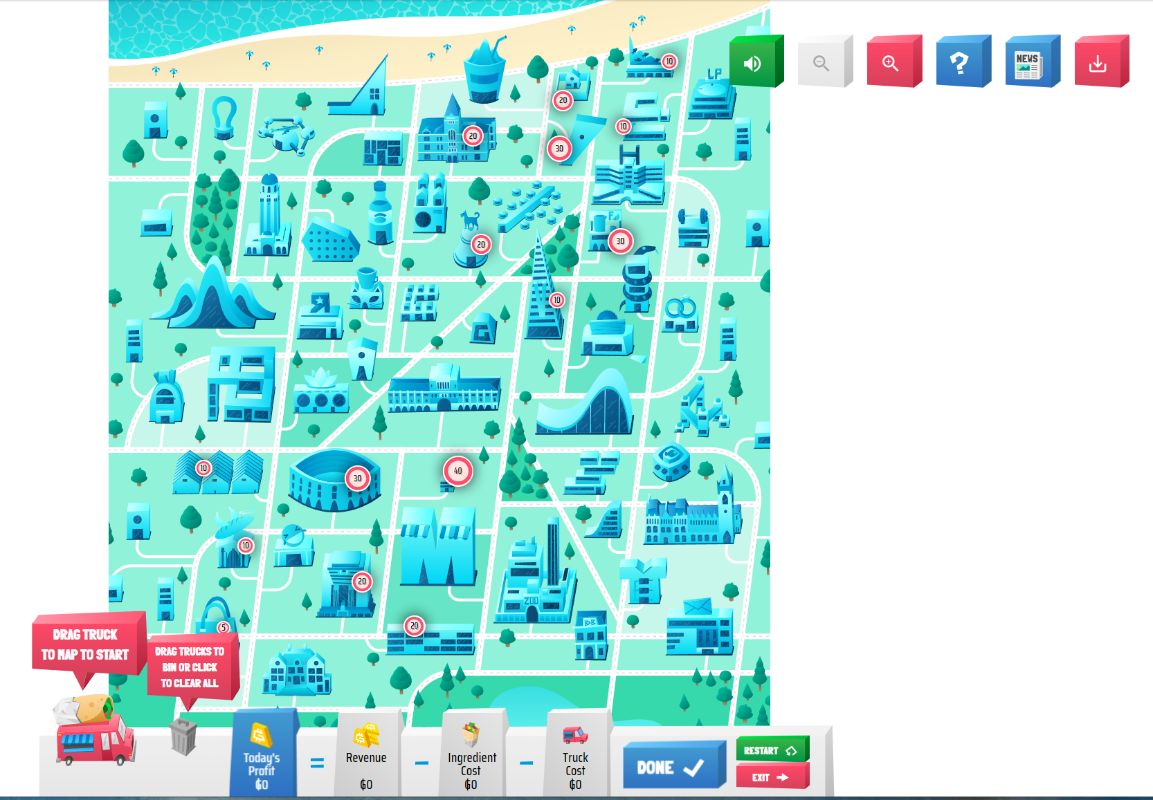 10
NEWS
LP
20
10
20
30
FJ
20
30
10
10
30
40
10
20
ZOO
20
5
DRAG TRUCK
TO MAP TO START
DRAG TRUCKS TO
BIN OR CLICK
TO CLEAR ALL
Today's
Profit
$0
=
Revenue
$0
-
Ingredient
Cost
$0
-
Truck
Cost
$0
DONE
RESTART
EXIT